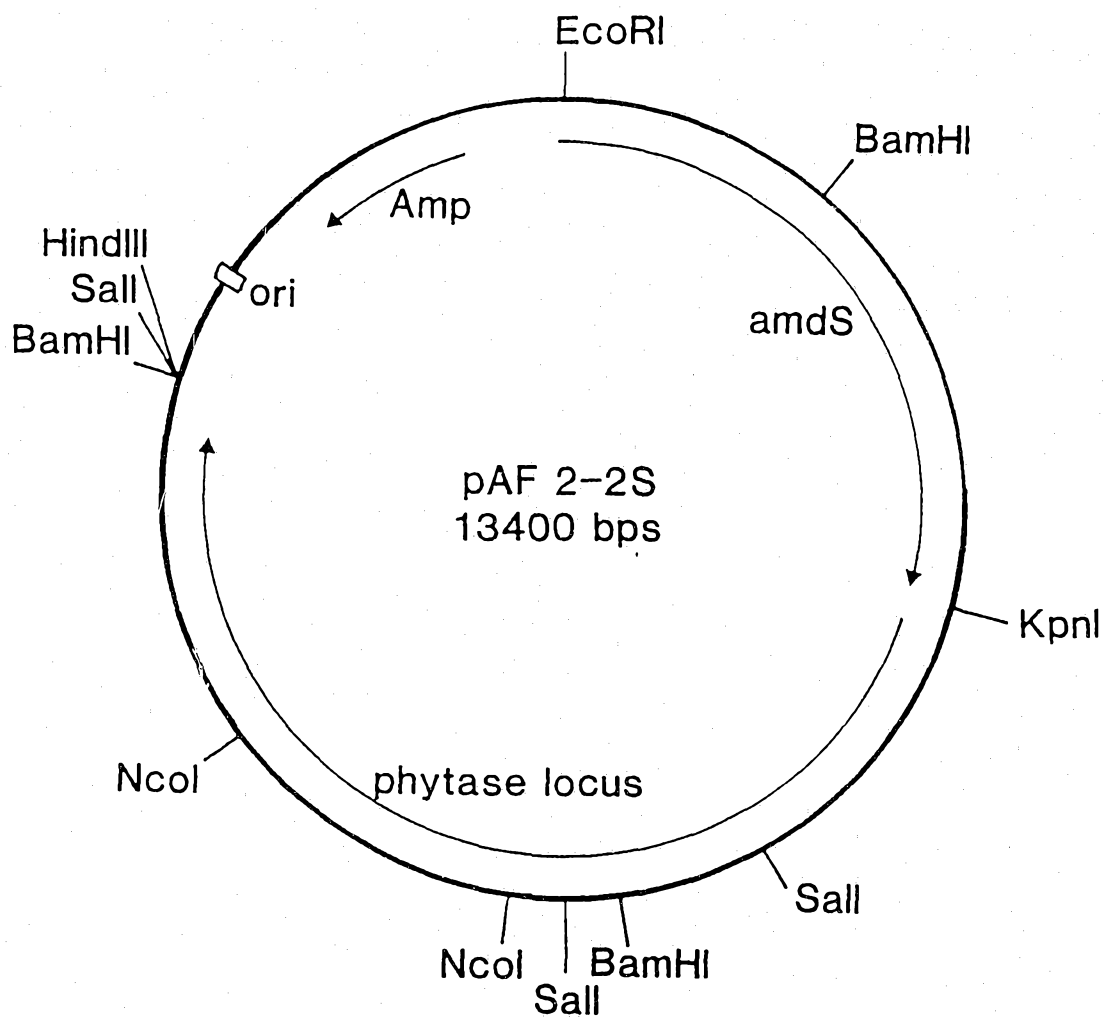 EcoRI
BamHI
Amp
HindIII
SalI
ori
BamHI
amdS
pAF 2-2S
13400 bps
KpnI
NcoI
phytase locus
SalI
NcoI
BamHI
SalI